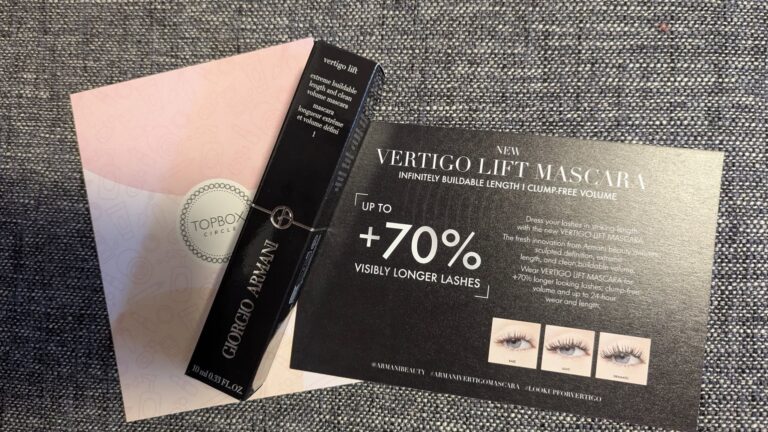 TOPBOX
CIRCLE
vertigo lift
extreme buildable
length and clean
volume mascara
mascara
longueur extrême
et volume défini
1
GIORGIO ARMANI
10 ml 0.33 FL.OZ.
NEW
VERTIGO LIFT MASCARA
INFINITELY BUILDABLE LENGTH I CLUMP-FREE VOLUME
UP TO
+70%
VISIBLY LONGER LASHES
Dress your lashes in striking length
with the new VERTIGO LIFT MASCARA.
The fresh innovation from Armani beauty delivers
sculpted definition, extreme
length, and clean buildable volume.
Wear VERTIGO LIFT MASCARA for
+70% longer looking lashes, clump-free
volume and up to 24-hour
wear and length.
BARE
@ARMANIBEAUTY #ARMANIVERTIGOMASCARA #LOOKUPFORVERTIGO